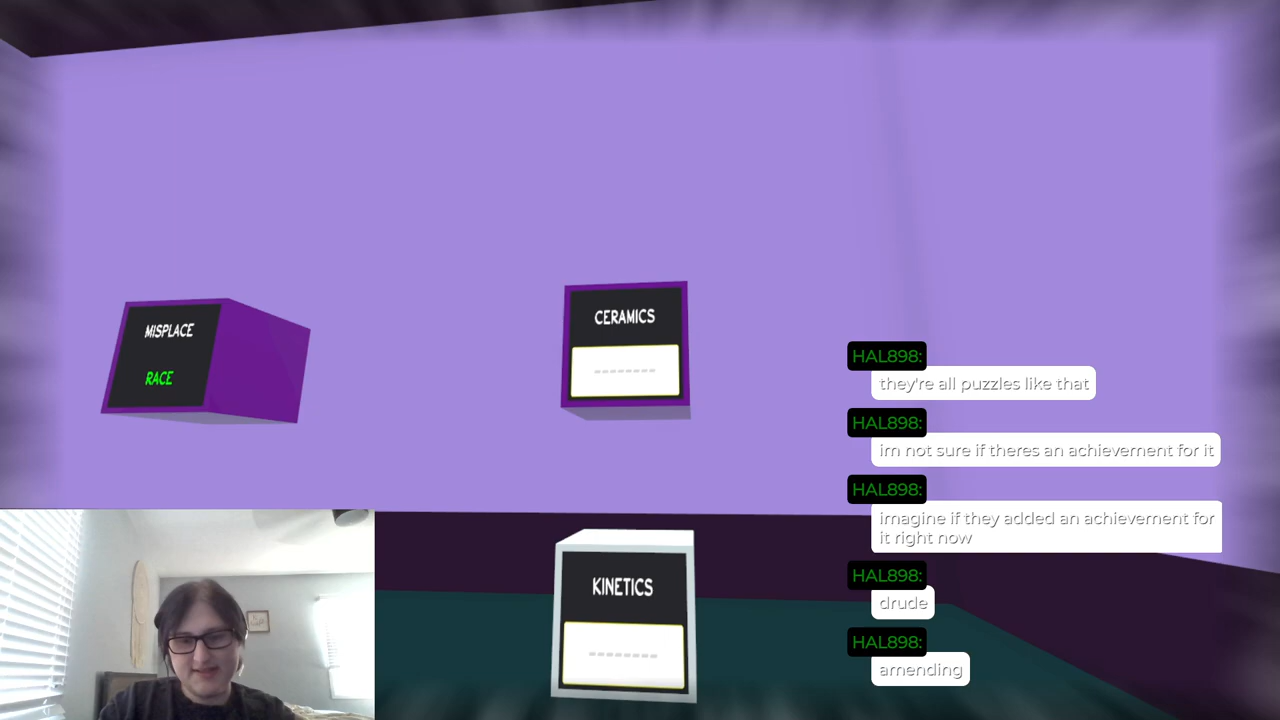 MISPLACE
RACE
CERAMICS
--------
KINETICS
--------
HAL898:
they're all puzzles like that
HAL898:
im not sure if theres an achievement for it
HAL898:
imagine if they added an achievement for
it right now
HAL898:
drude
HAL898:
amending